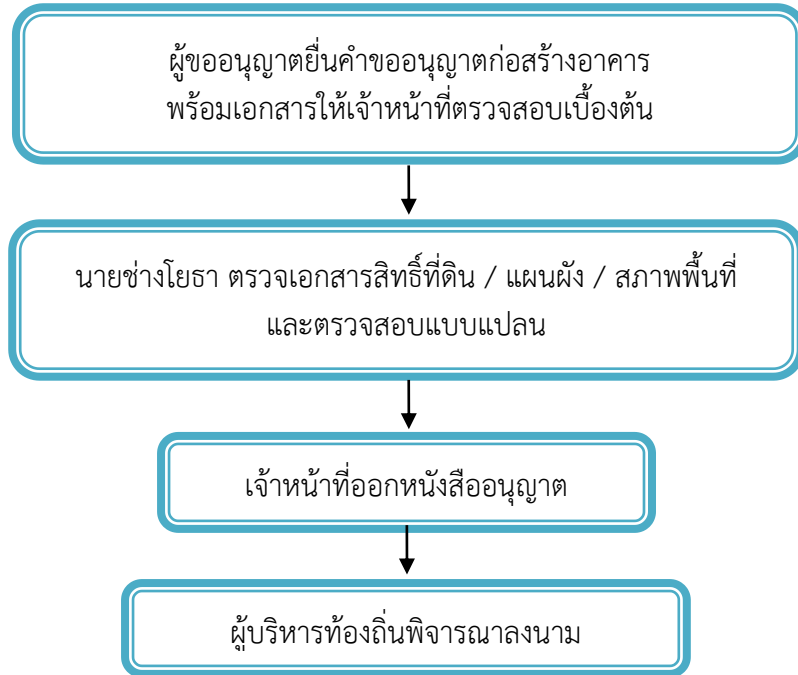 ผู้ขออนุญาตยื่นคำขออนุญาตก่อสร้างอาคาร
พร้อมเอกสารให้เจ้าหน้าที่ตรวจสอบเบื้องต้น
นายช่างโยธา ตรวจเอกสารสิทธิ์ที่ดิน / แผนผัง / สภาพพื้นที่
และตรวจสอบแบบแปลน
เจ้าหน้าที่ออกหนังสืออนุญาต
ผู้บริหารท้องถิ่นพิจารณาลงนาม